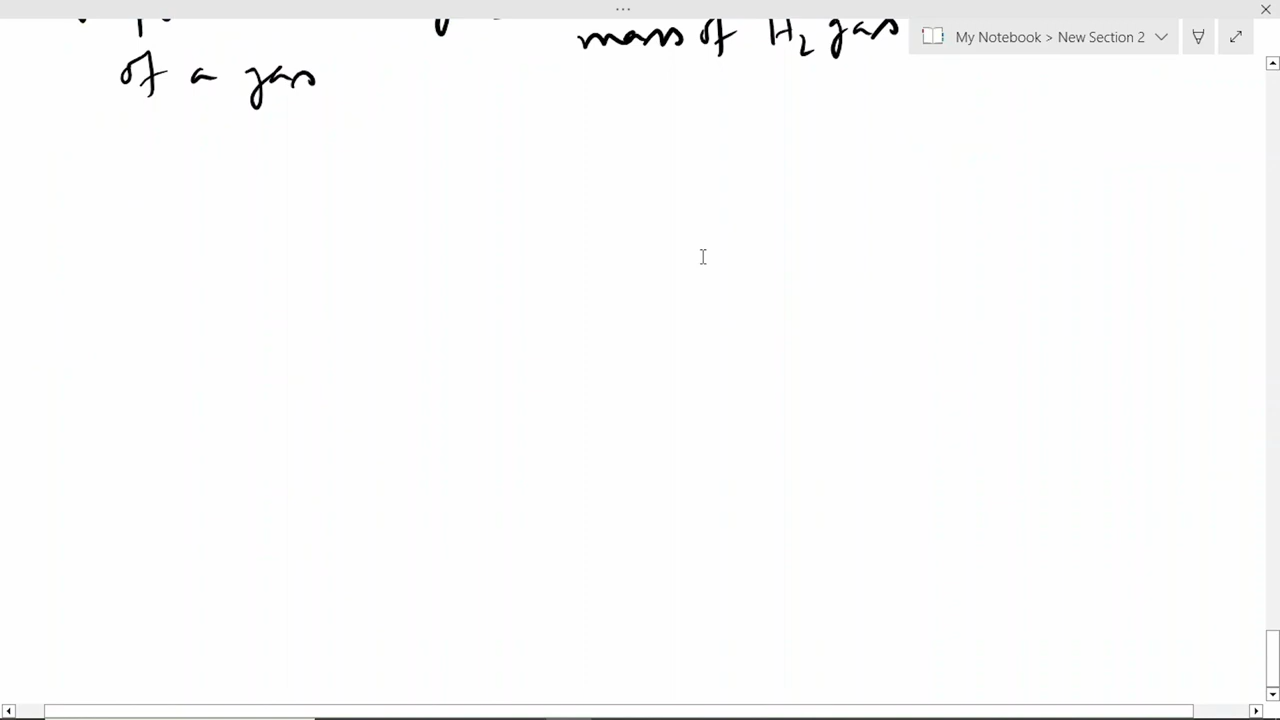 mass of H₂ gas
of a gas
My Notebook > New Section 2